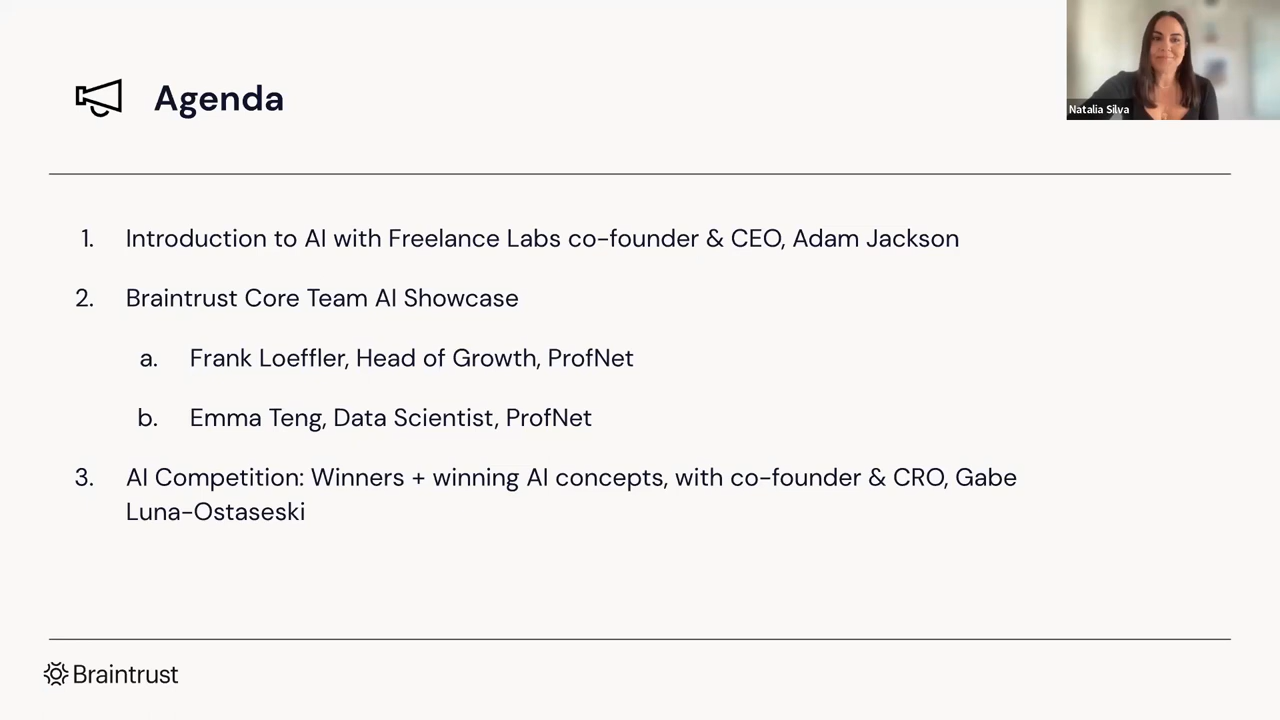 Agenda
Natalia Silva
1. Introduction to AI with Freelance Labs co-founder & CEO, Adam Jackson
2. Braintrust Core Team AI Showcase
a. Frank Loeffler, Head of Growth, ProfNet
b. Emma Teng, Data Scientist, ProfNet
3. AI Competition: Winners + winning AI concepts, with co-founder & CRO, Gabe
Luna-Ostaseski
Braintrust